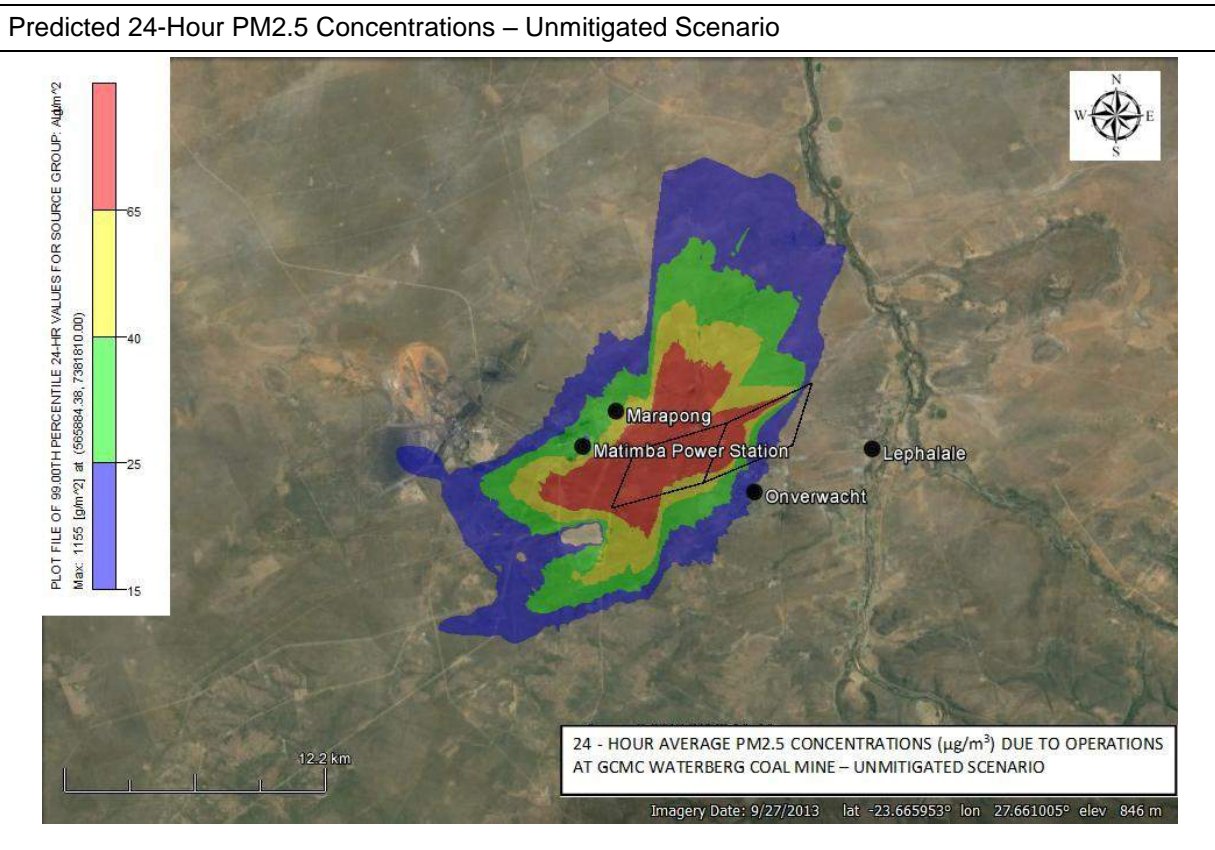 Predicted 24-Hour PM2.5 Concentrations – Unmitigated Scenario
PLOT FILE OF 99.00TH PERCENTILE 24-HR VALUES FOR SOURCE GROUP:
Max: 1155 [g/m^2] at (565884.38, 7381810.00)
65
40
25
15
N
W
E
S
Marapong
Matimba Power Station
Lephalale
Onverwacht
12.2 km
24 - HOUR AVERAGE PM2.5 CONCENTRATIONS (µg/m³) DUE TO OPERATIONS
AT GCMC WATERBERG COAL MINE – UNMITIGATED SCENARIO
Imagery Date: 9/27/2013 lat -23.665953° lon 27.661005° elev 846 m